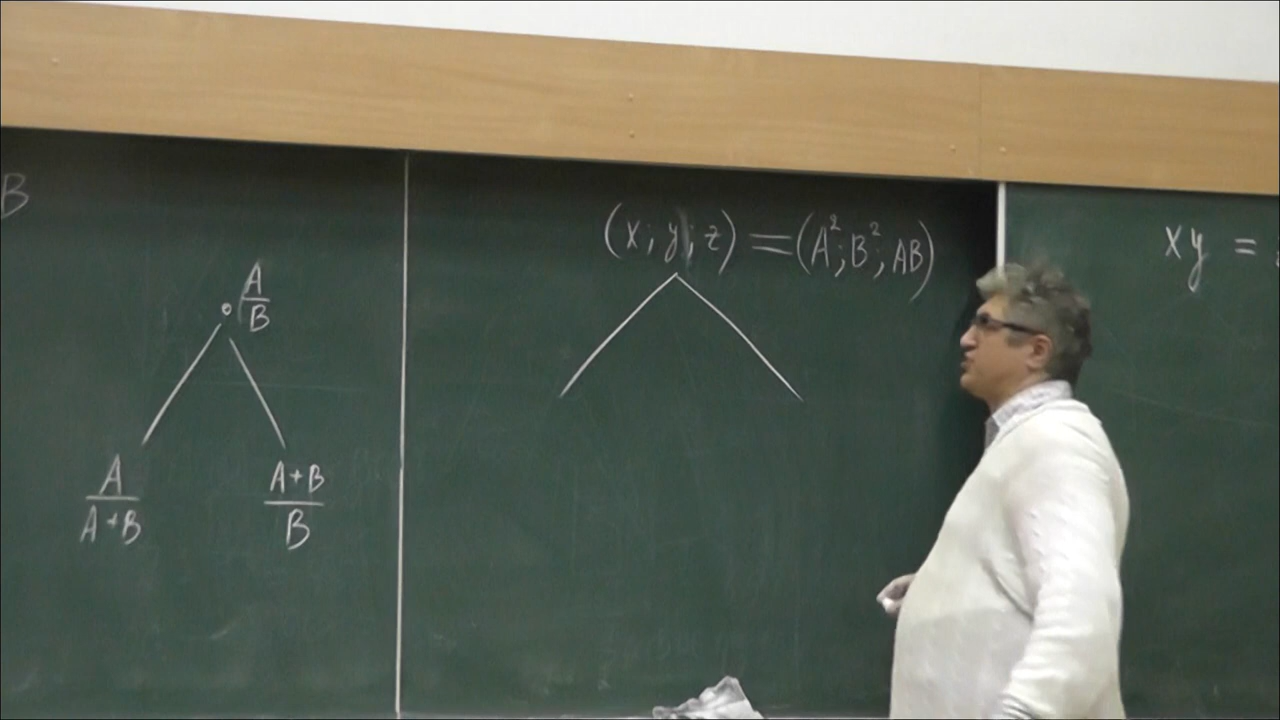 B
A/B
A/(A+B)
(A+B)/B
(x; y; z) = (A²; B²; AB)
xy =